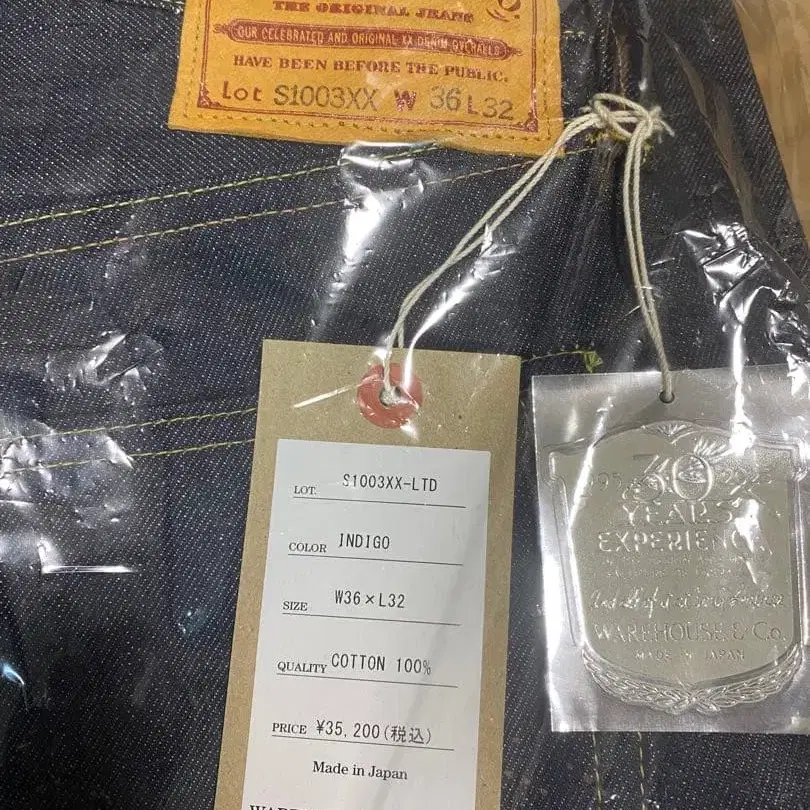 THE ORIGINAL JEANS
OUR CELEBRATED AND ORIGINAL XX DENIM OVERALLS
HAVE BEEN BEFORE THE PUBLIC.
Lot S1003XX W 36 L32
LOT. S1003XX-LTD
COLOR INDIGO
SIZE W36×L32
QUALITY COTTON 100%
PRICE ¥35,200(税込)
Made in Japan
30
YEARS
EXPERIENCE
WAREHOUSE & Co.
MADE IN JAPAN